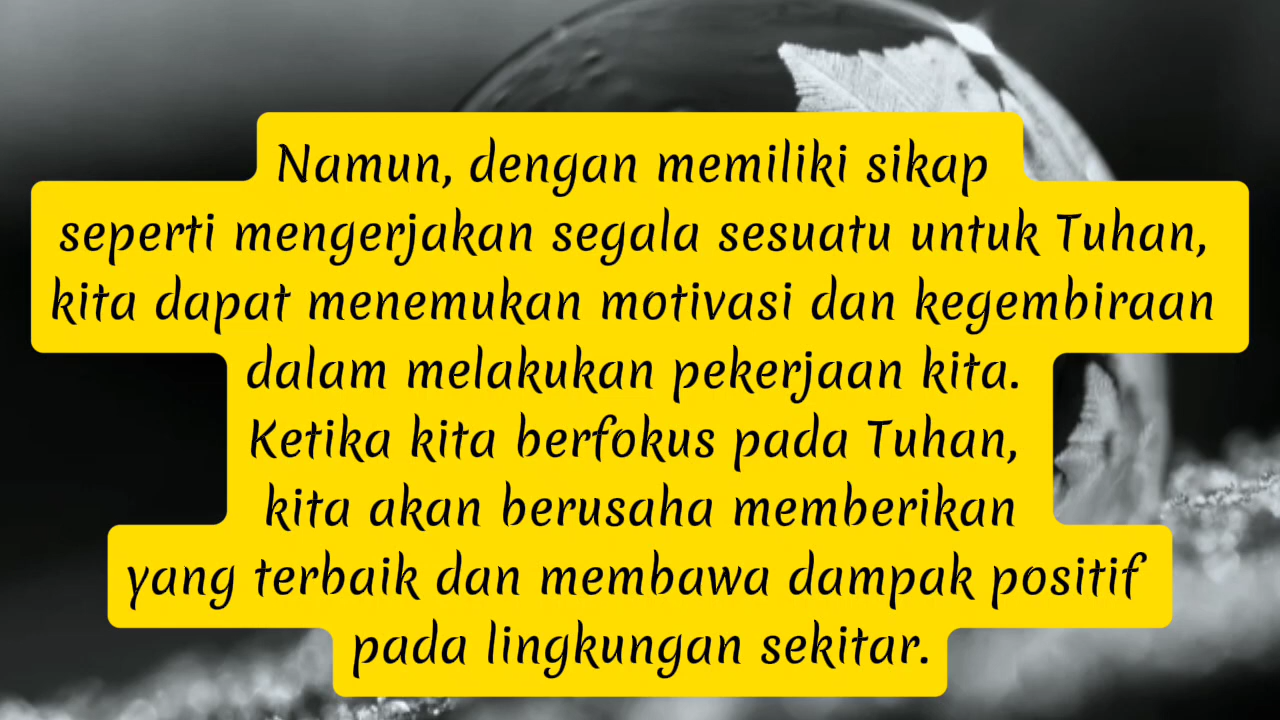 Namun, dengan memiliki sikap
seperti mengerjakan segala sesuatu untuk Tuhan,
kita dapat menemukan motivasi dan kegembiraan
dalam melakukan pekerjaan kita.
Ketika kita berfokus pada Tuhan,
kita akan berusaha memberikan
yang terbaik dan membawa dampak positif
pada lingkungan sekitar.